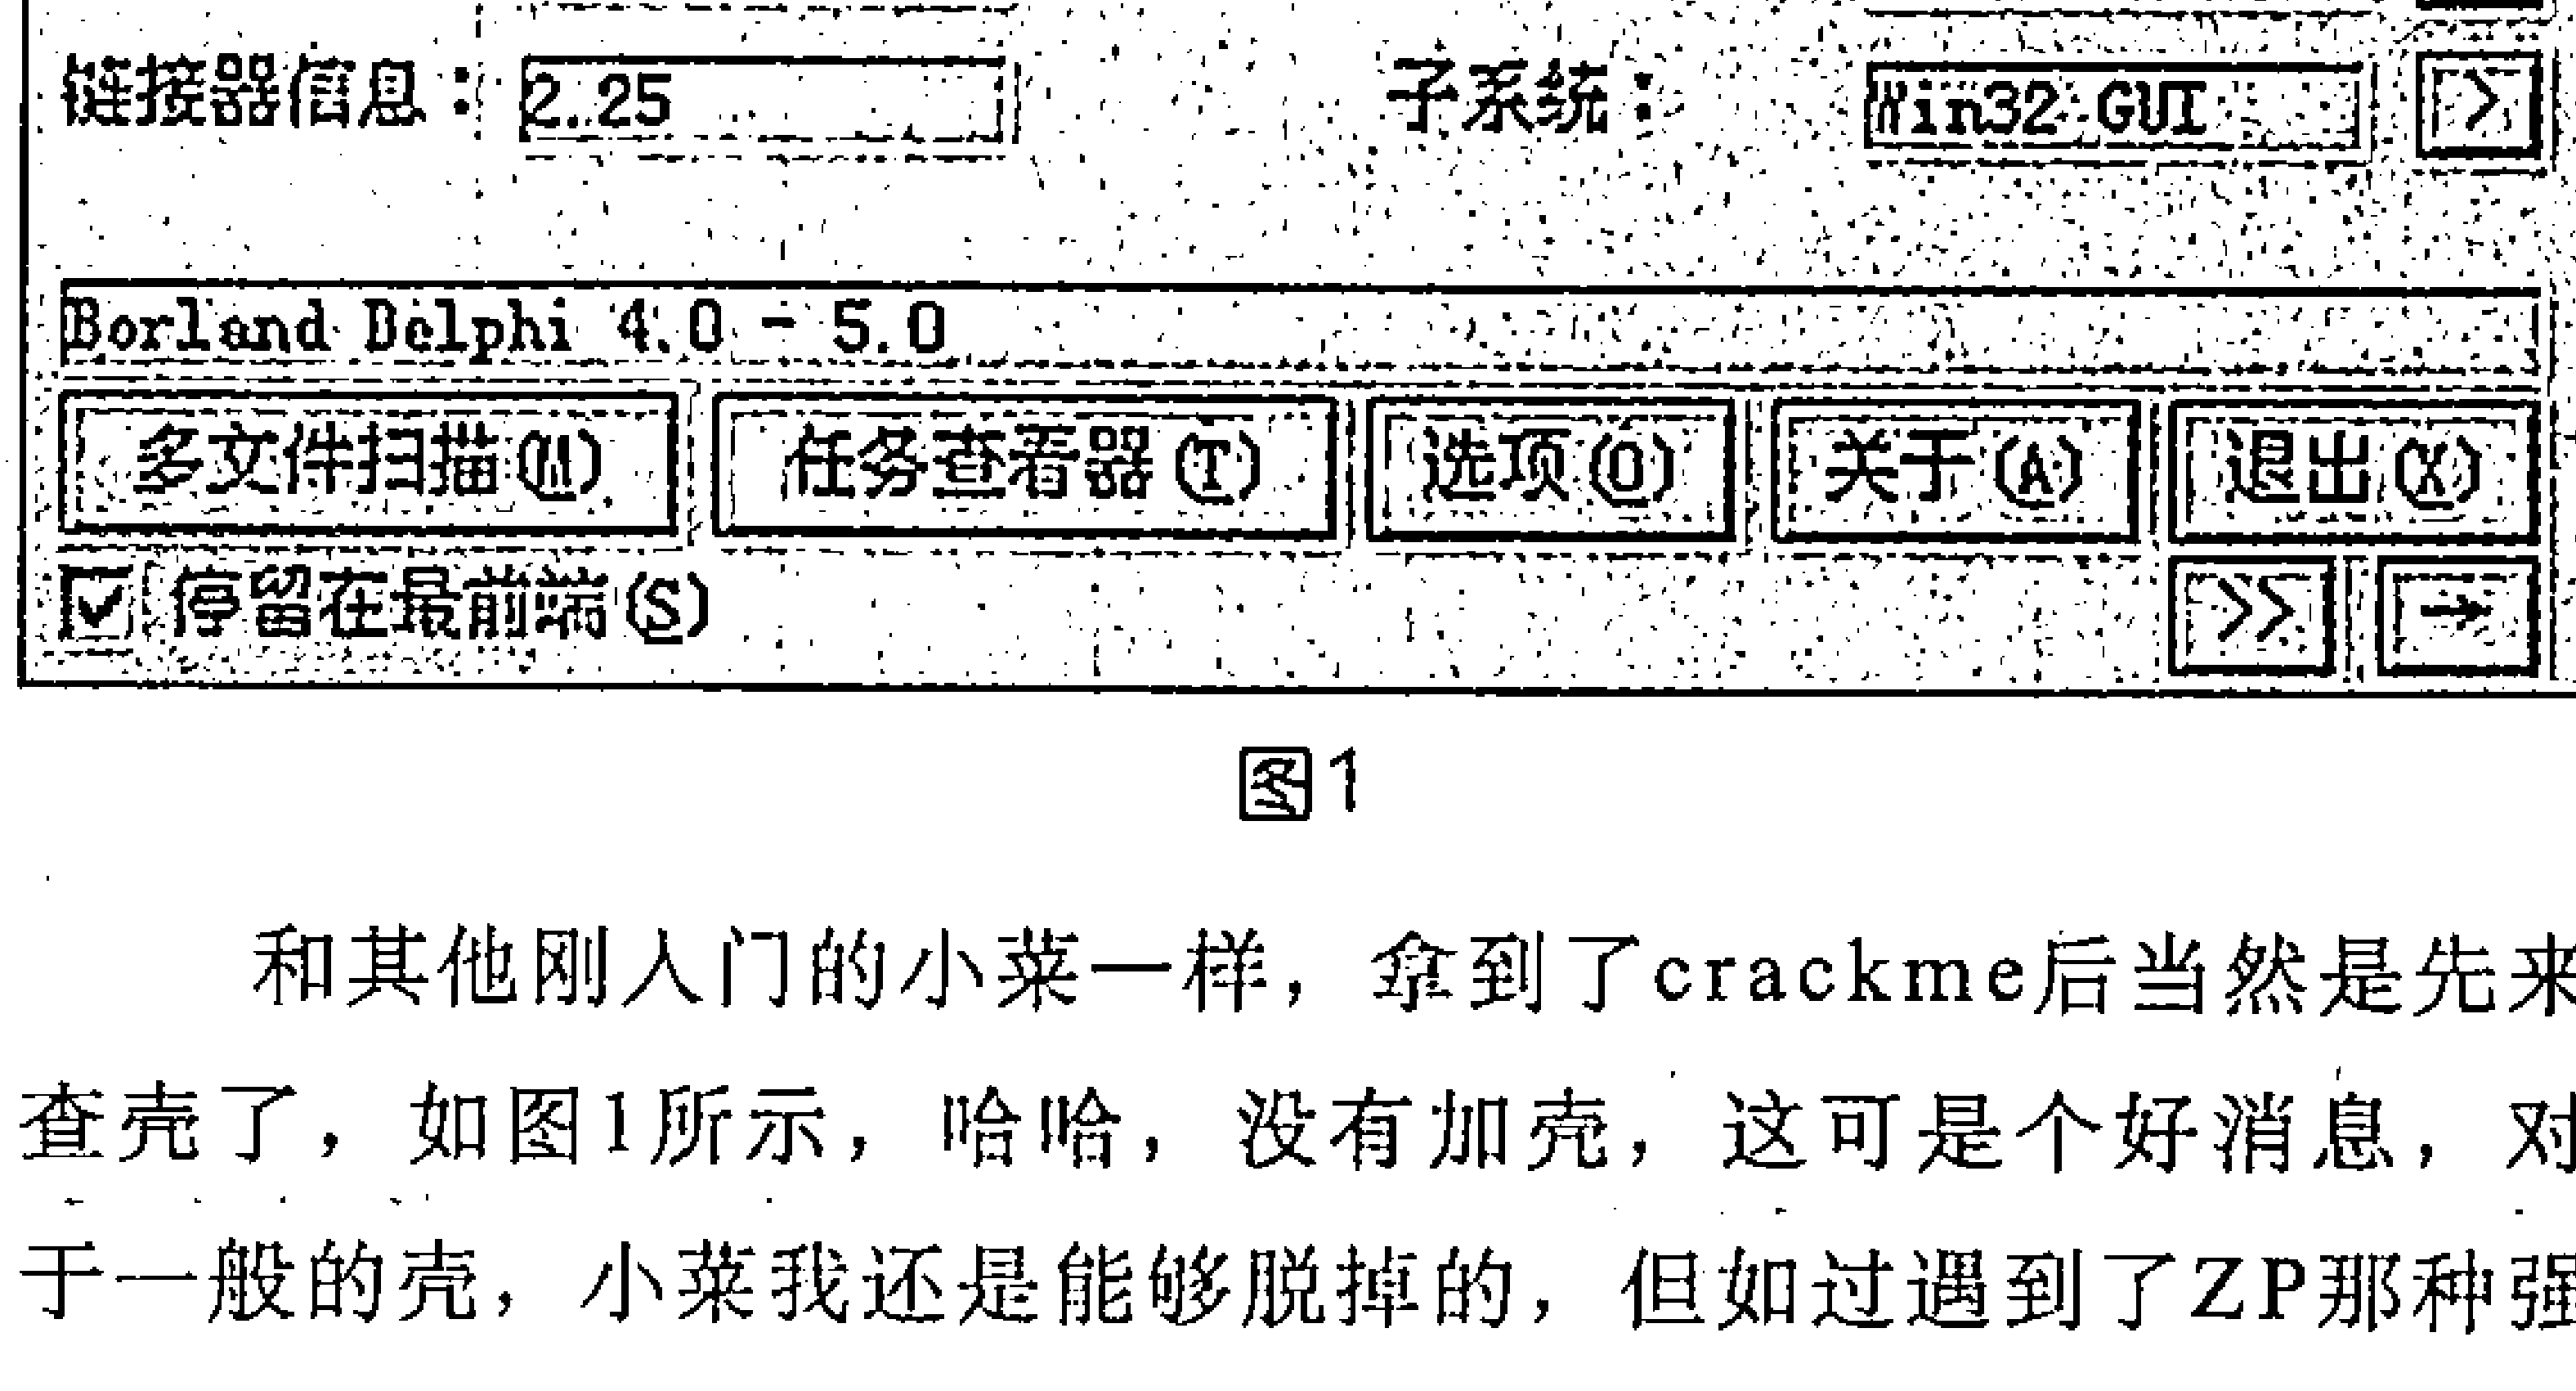 链接器信息： 2.25 子系统： Win32 GUI >
Borland Delphi 4.0 - 5.0
多文件扫描(M) 任务查看器(T) 选项(O) 关于(A) 退出(X)
停留在最前端(S) >> →
图1
和其他刚入门的小菜一样，拿到了crackme后当然是先来
查壳了，如图1所示，哈哈，没有加壳，这可是个好消息，对
于一般的壳，小菜我还是能够脱掉的，但如过遇到了ZP那种强